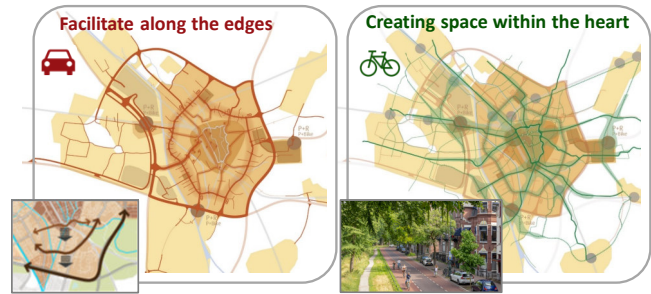 Facilitate along the edges
Creating space within the heart
P+R
P+R
P+R
P+R